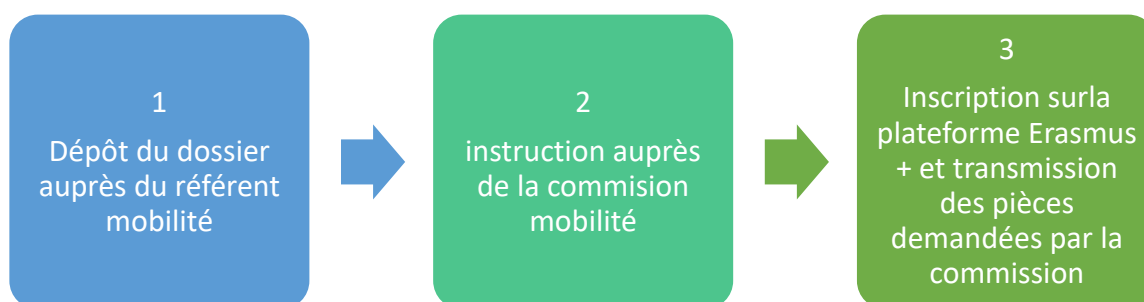 1
Dépôt du dossier
auprès du référent
mobilité
2
instruction auprès
de la commision
mobilité
3
Inscription surla
plateforme Erasmus
+ et transmission
des pièces
demandées par la
commission